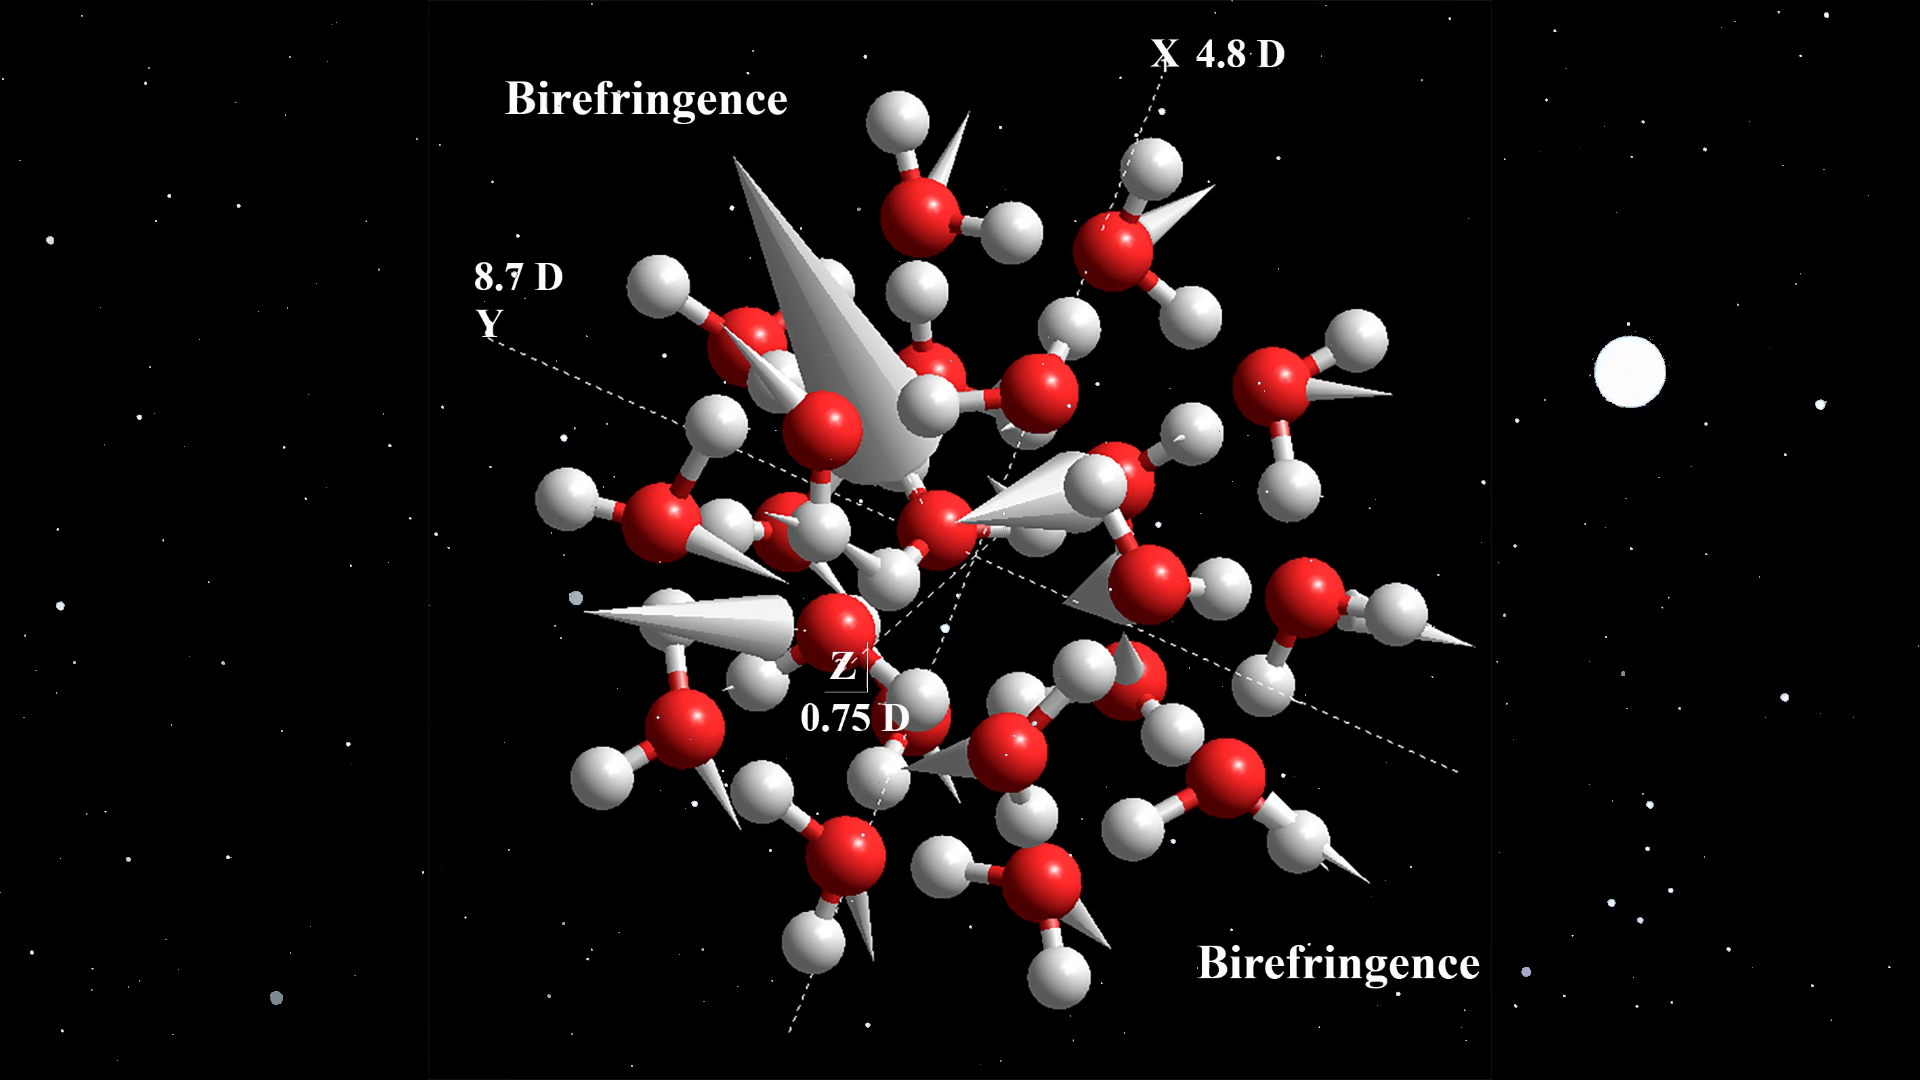 X 4.8 D
Birefringence
8.7 D
Y
Z
0.75 D
Birefringence